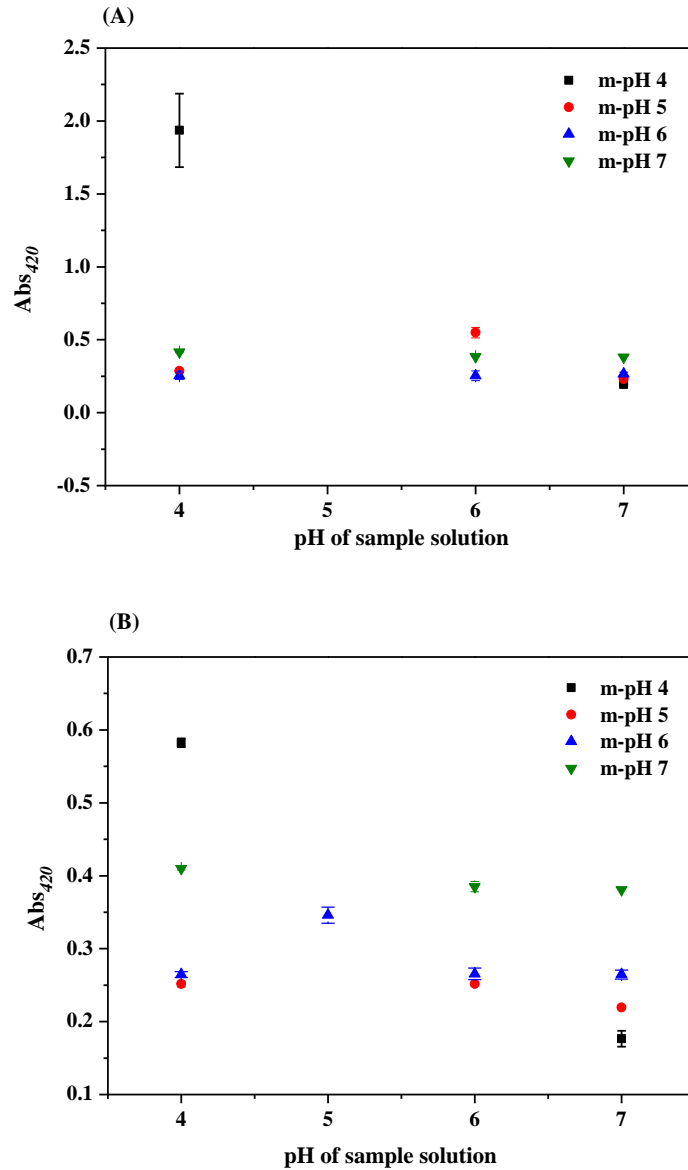 (A)
2.5
2.0
1.5
1.0
0.5
0.0
-0.5
Abs420
m-pH 4
m-pH 5
m-pH 6
m-pH 7
4 5 6 7
pH of sample solution
(B)
0.7
0.6
0.5
0.4
0.3
0.2
0.1
Abs420
m-pH 4
m-pH 5
m-pH 6
m-pH 7
4 5 6 7
pH of sample solution